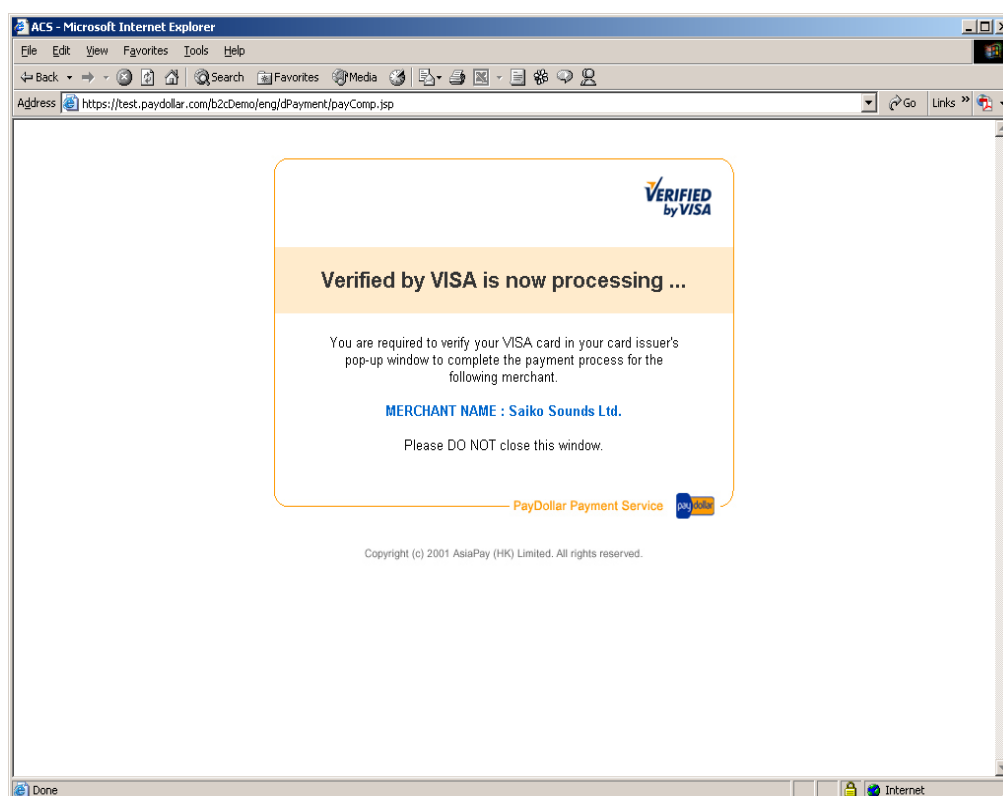 ACS - Microsoft Internet Explorer
File Edit View Favorites Tools Help
Back Search Favorites Media
Address https://test.paydollar.com/b2cDemo/eng/dPayment/payComp.jsp Go Links »
VERIFIED
by VISA
Verified by VISA is now processing ...
You are required to verify your VISA card in your card issuer's
pop-up window to complete the payment process for the
following merchant.
MERCHANT NAME : Saiko Sounds Ltd.
Please DO NOT close this window.
PayDollar Payment Service pay dollar
Copyright (c) 2001 AsiaPay (HK) Limited. All rights reserved.
Done Internet